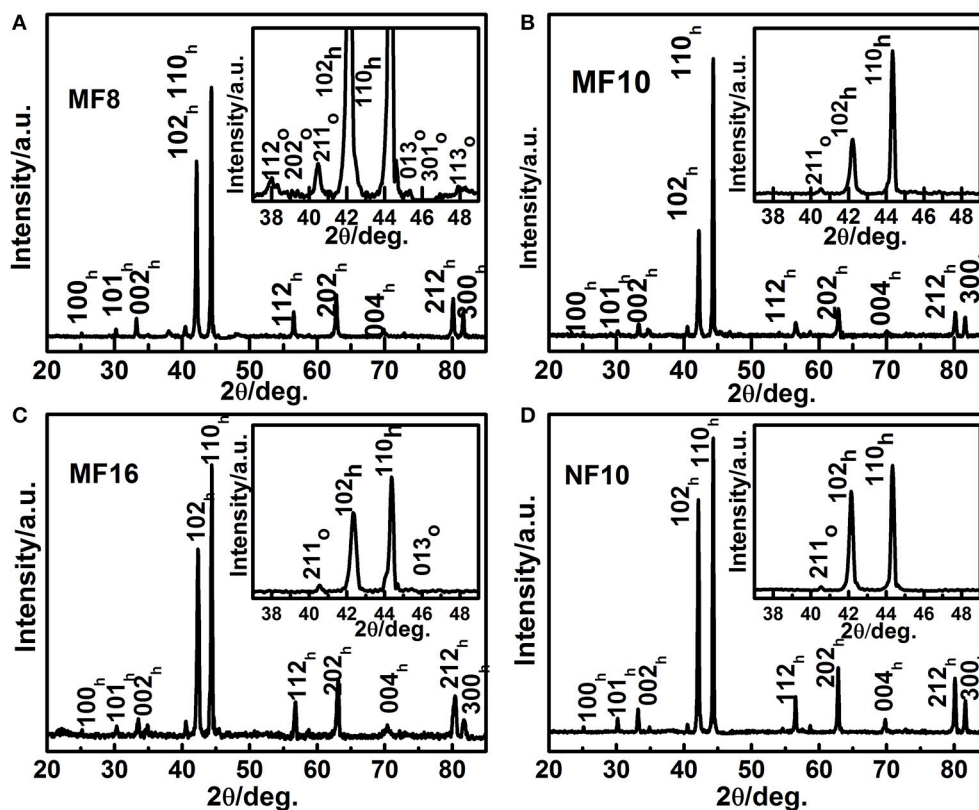 A
MF8
Intensity/a.u.
100h
101h
002h
102h
110h
112h
202h
004h
212h
300h
20 30 40 50 60 70 80
2θ/deg.
Intensity/a.u.
112o
202o
211o
102h
110h
013o
301o
113o
38 40 42 44 46 48
2θ/deg.
B
MF10
Intensity/a.u.
100h
101h
002h
102h
110h
112h
202h
004h
212h
300h
20 30 40 50 60 70 80
2θ/deg.
Intensity/a.u.
211o
102h
110h
38 40 42 44 46 48
2θ/deg.
C
MF16
Intensity/a.u.
100h
101h
002h
102h
110h
112h
202h
004h
212h
300h
20 30 40 50 60 70 80
2θ/deg.
Intensity/a.u.
211o
102h
110h
013o
38 40 42 44 46 48
2θ/deg.
D
NF10
Intensity/a.u.
100h
101h
002h
102h
110h
112h
202h
004h
212h
300h
20 30 40 50 60 70 80
2θ/deg.
Intensity/a.u.
211o
102h
110h
38 40 42 44 46 48
2θ/deg.